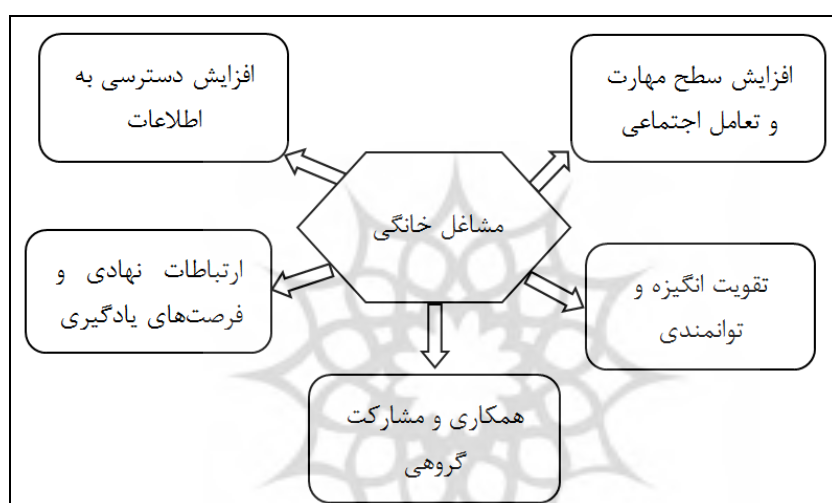 افزایش سطح مهارت
و تعامل اجتماعی
افزایش دسترسی به
اطلاعات
مشاغل خانگی
تقویت انگیزه و
توانمندی
ارتباطات نهادی و
فرصت‌های یادگیری
همکاری و مشارکت
گروهی